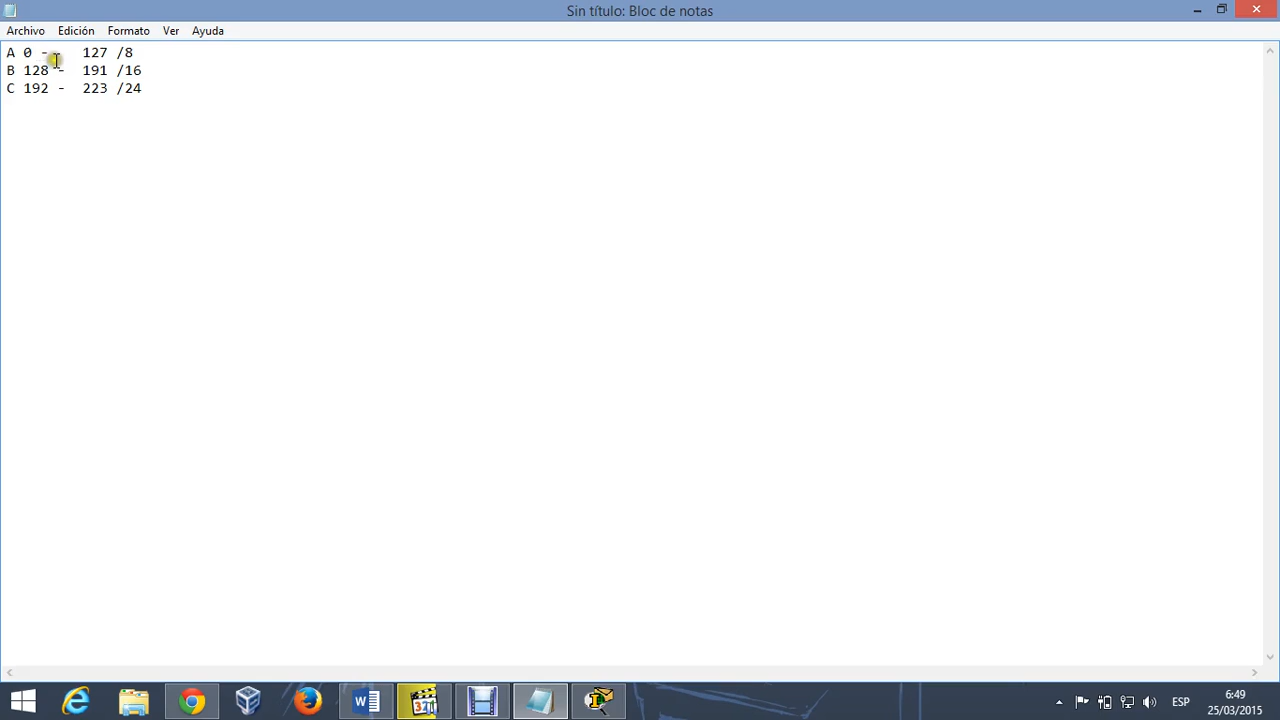 Sin título: Bloc de notas
Archivo Edición Formato Ver Ayuda
A 0 - - 127 /8
B 128 - 191 /16
C 192 - 223 /24
321
ESP
6:49
25/03/2015